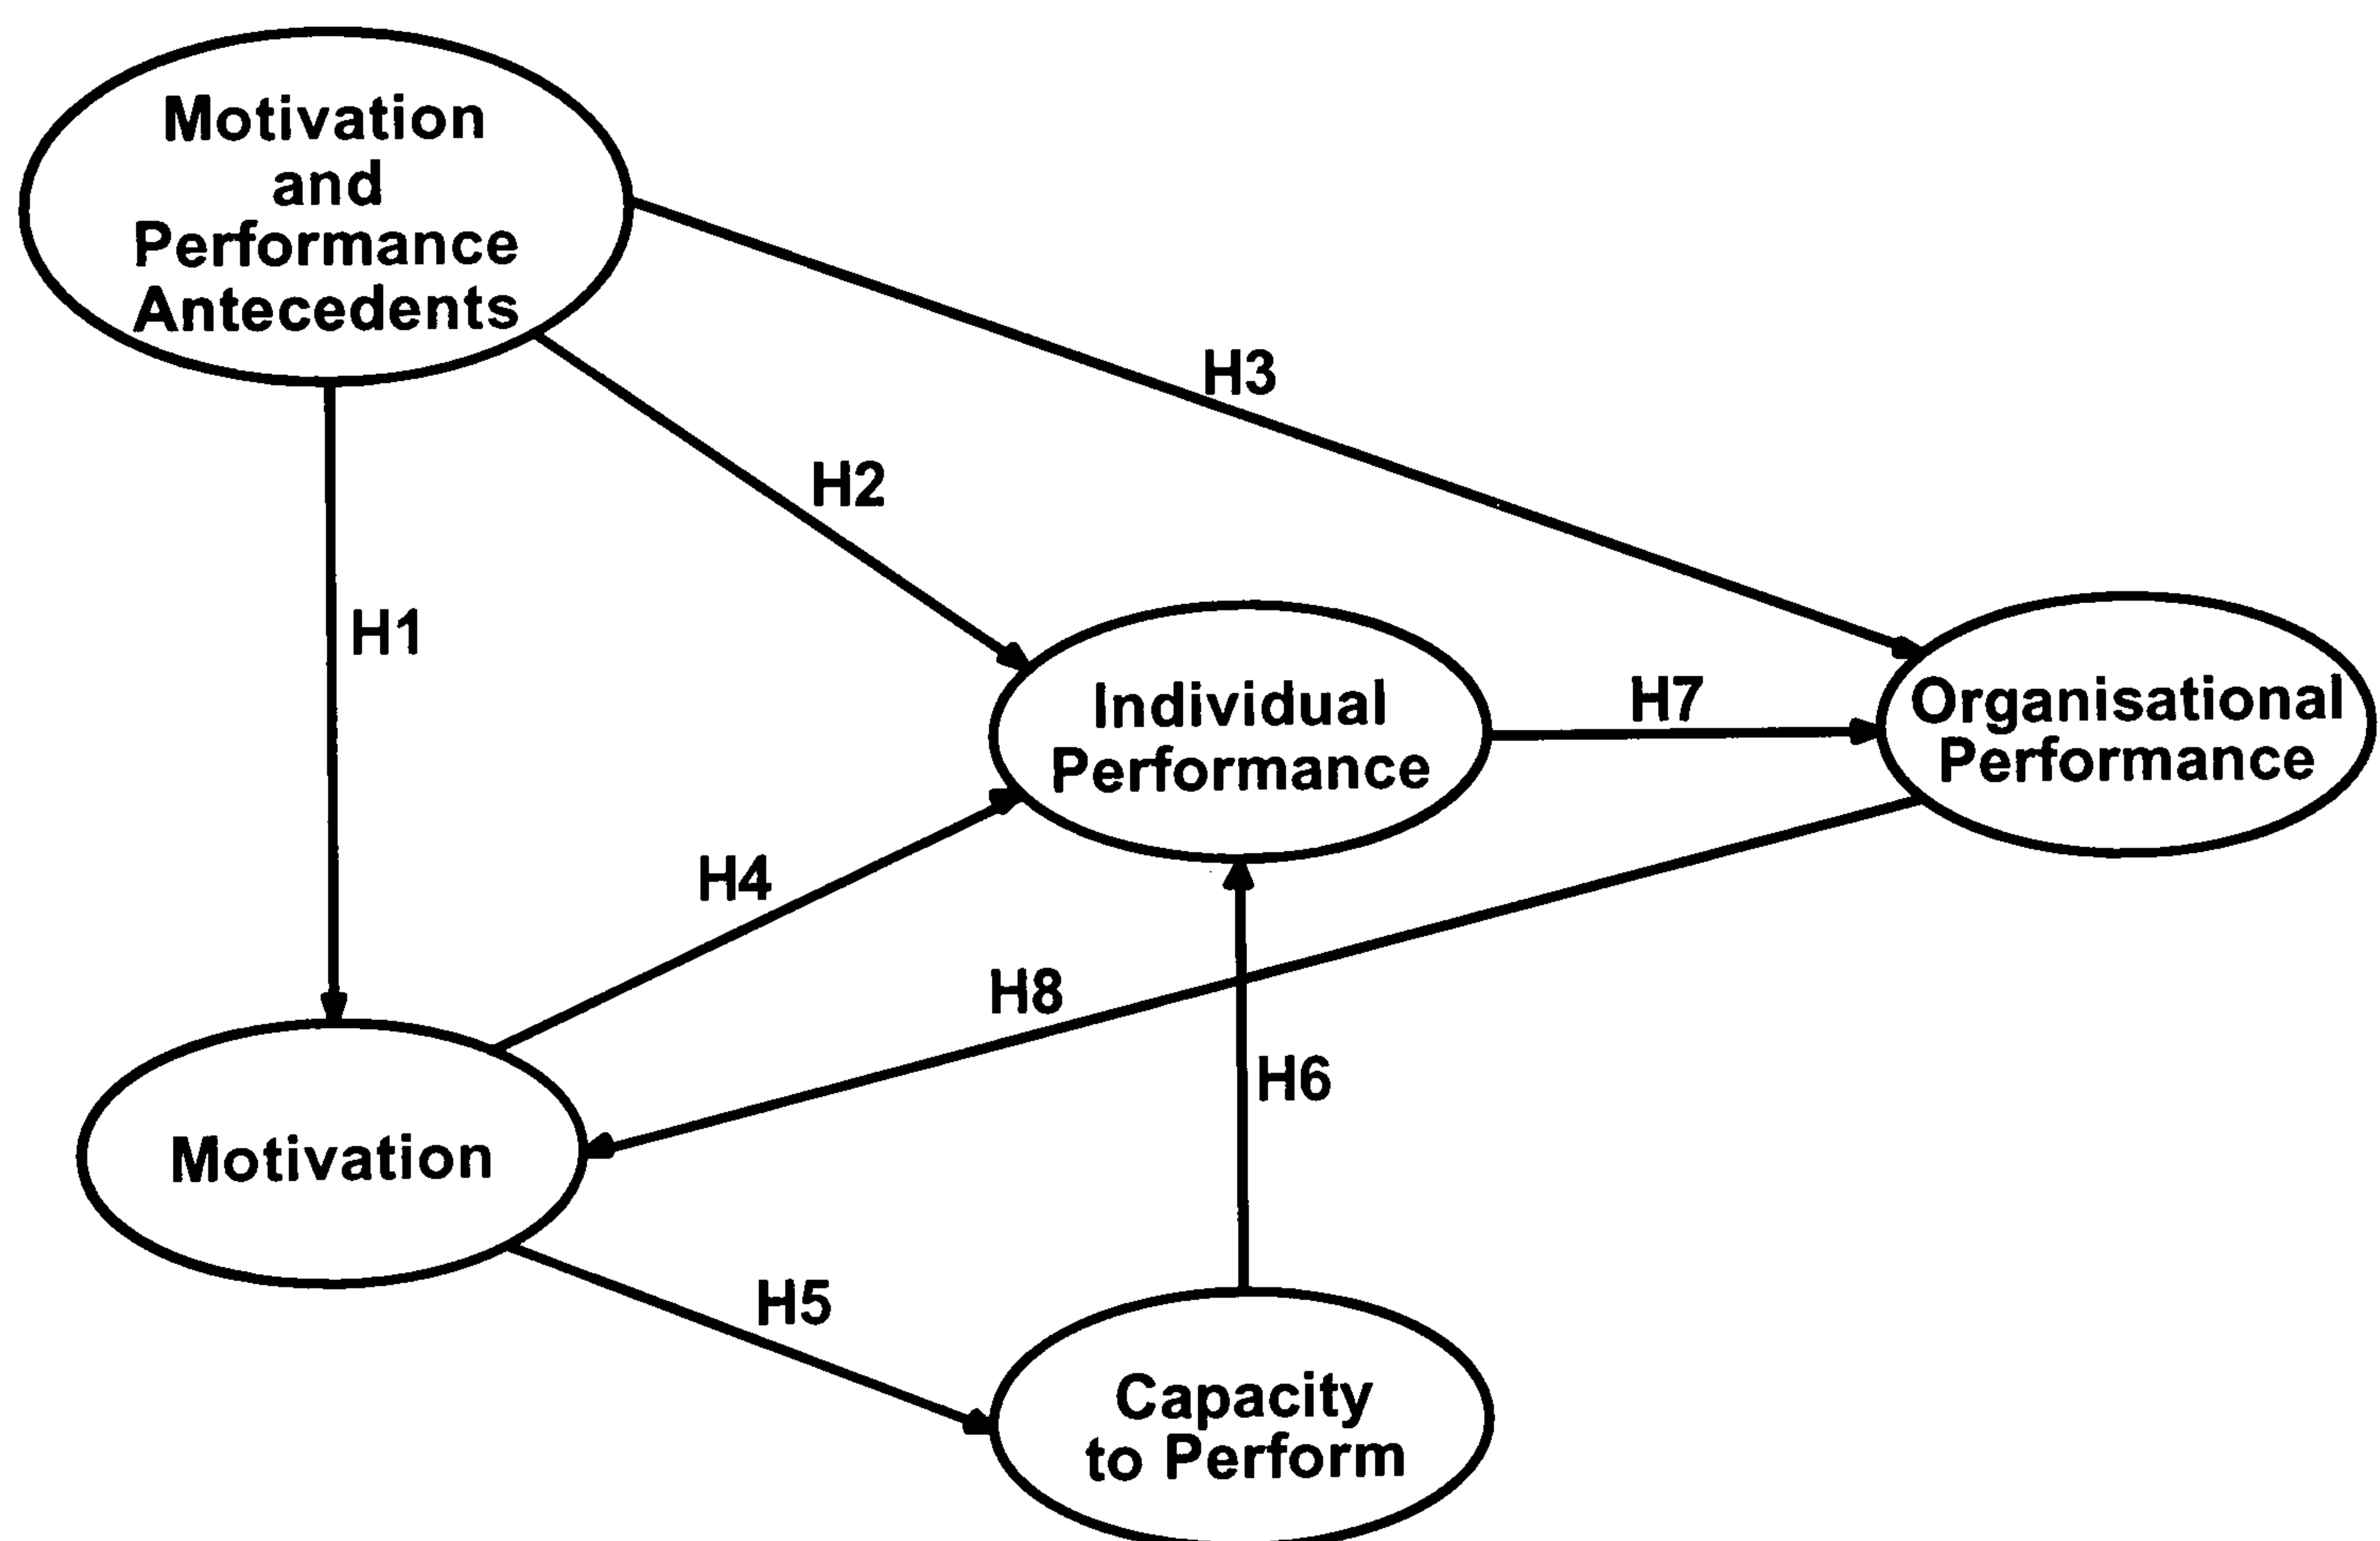 Motivation
and
Performance
Antecedents
H3
H2
H1
Individual
Performance
H7
Organisational
Performance
H4
H8
H6
Motivation
H5
Capacity
to Perform